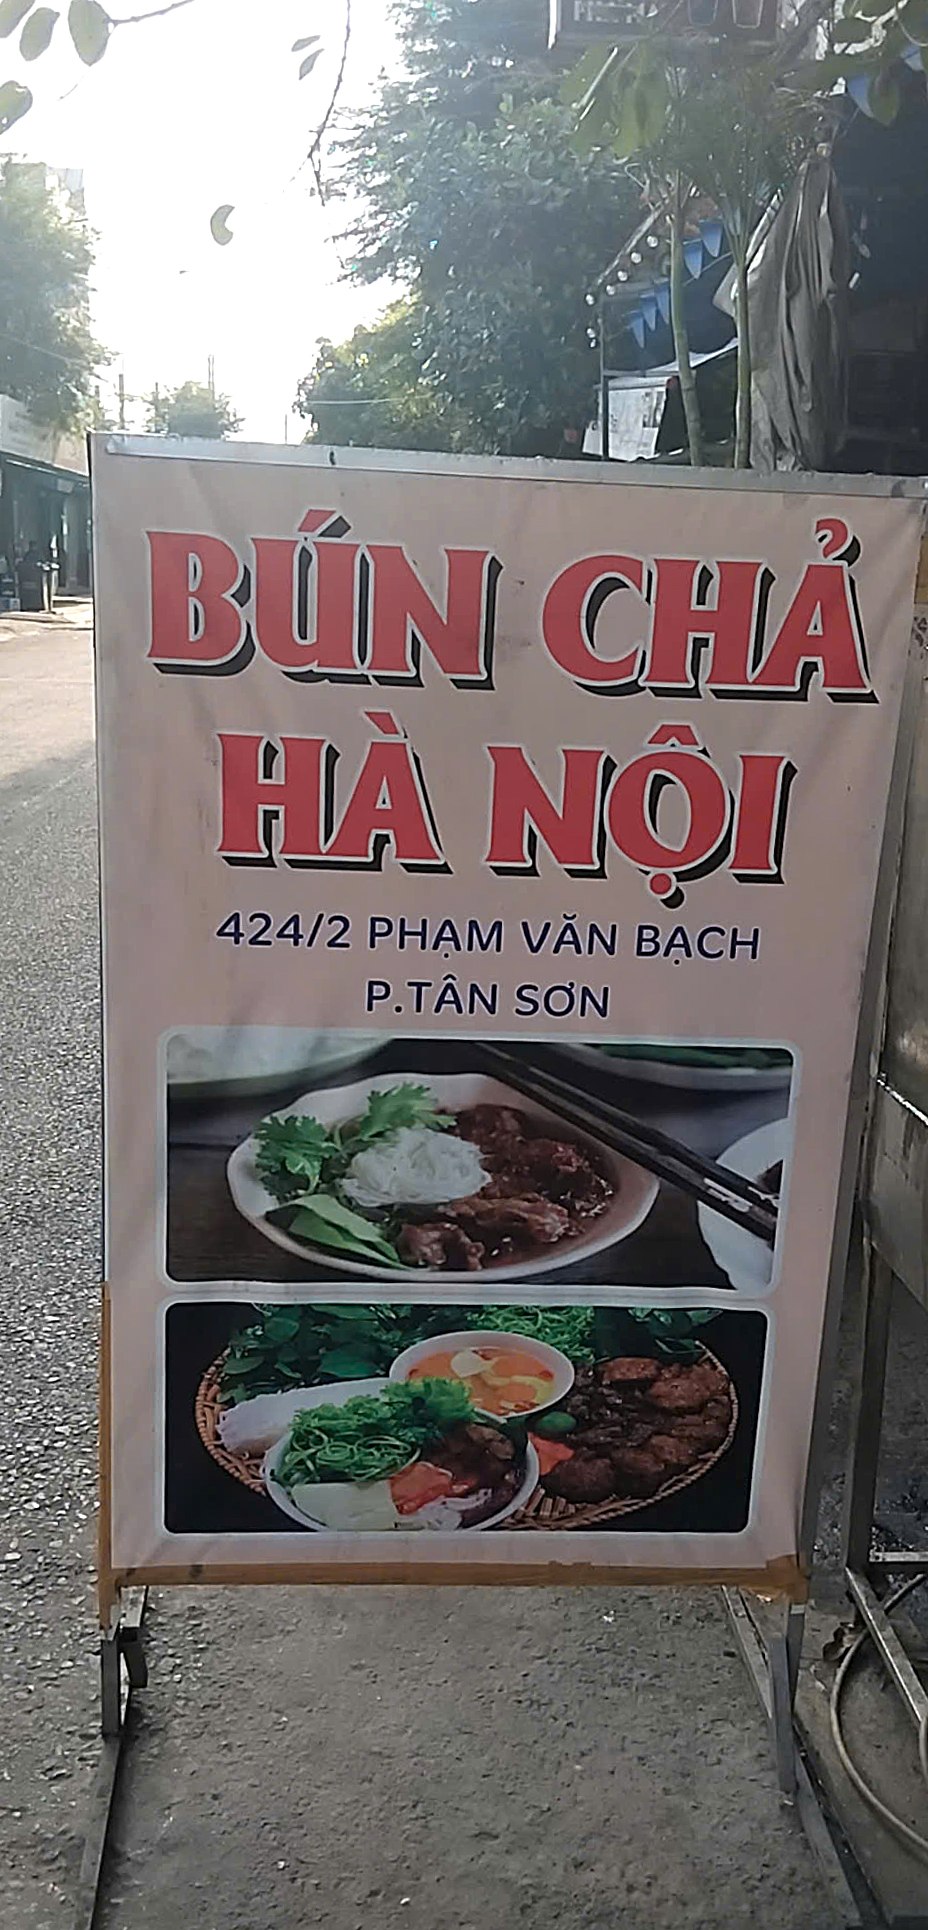 BÚN CHẢ
HÀ NỘI
424/2 PHẠM VĂN BẠCH
P.TÂN SƠN